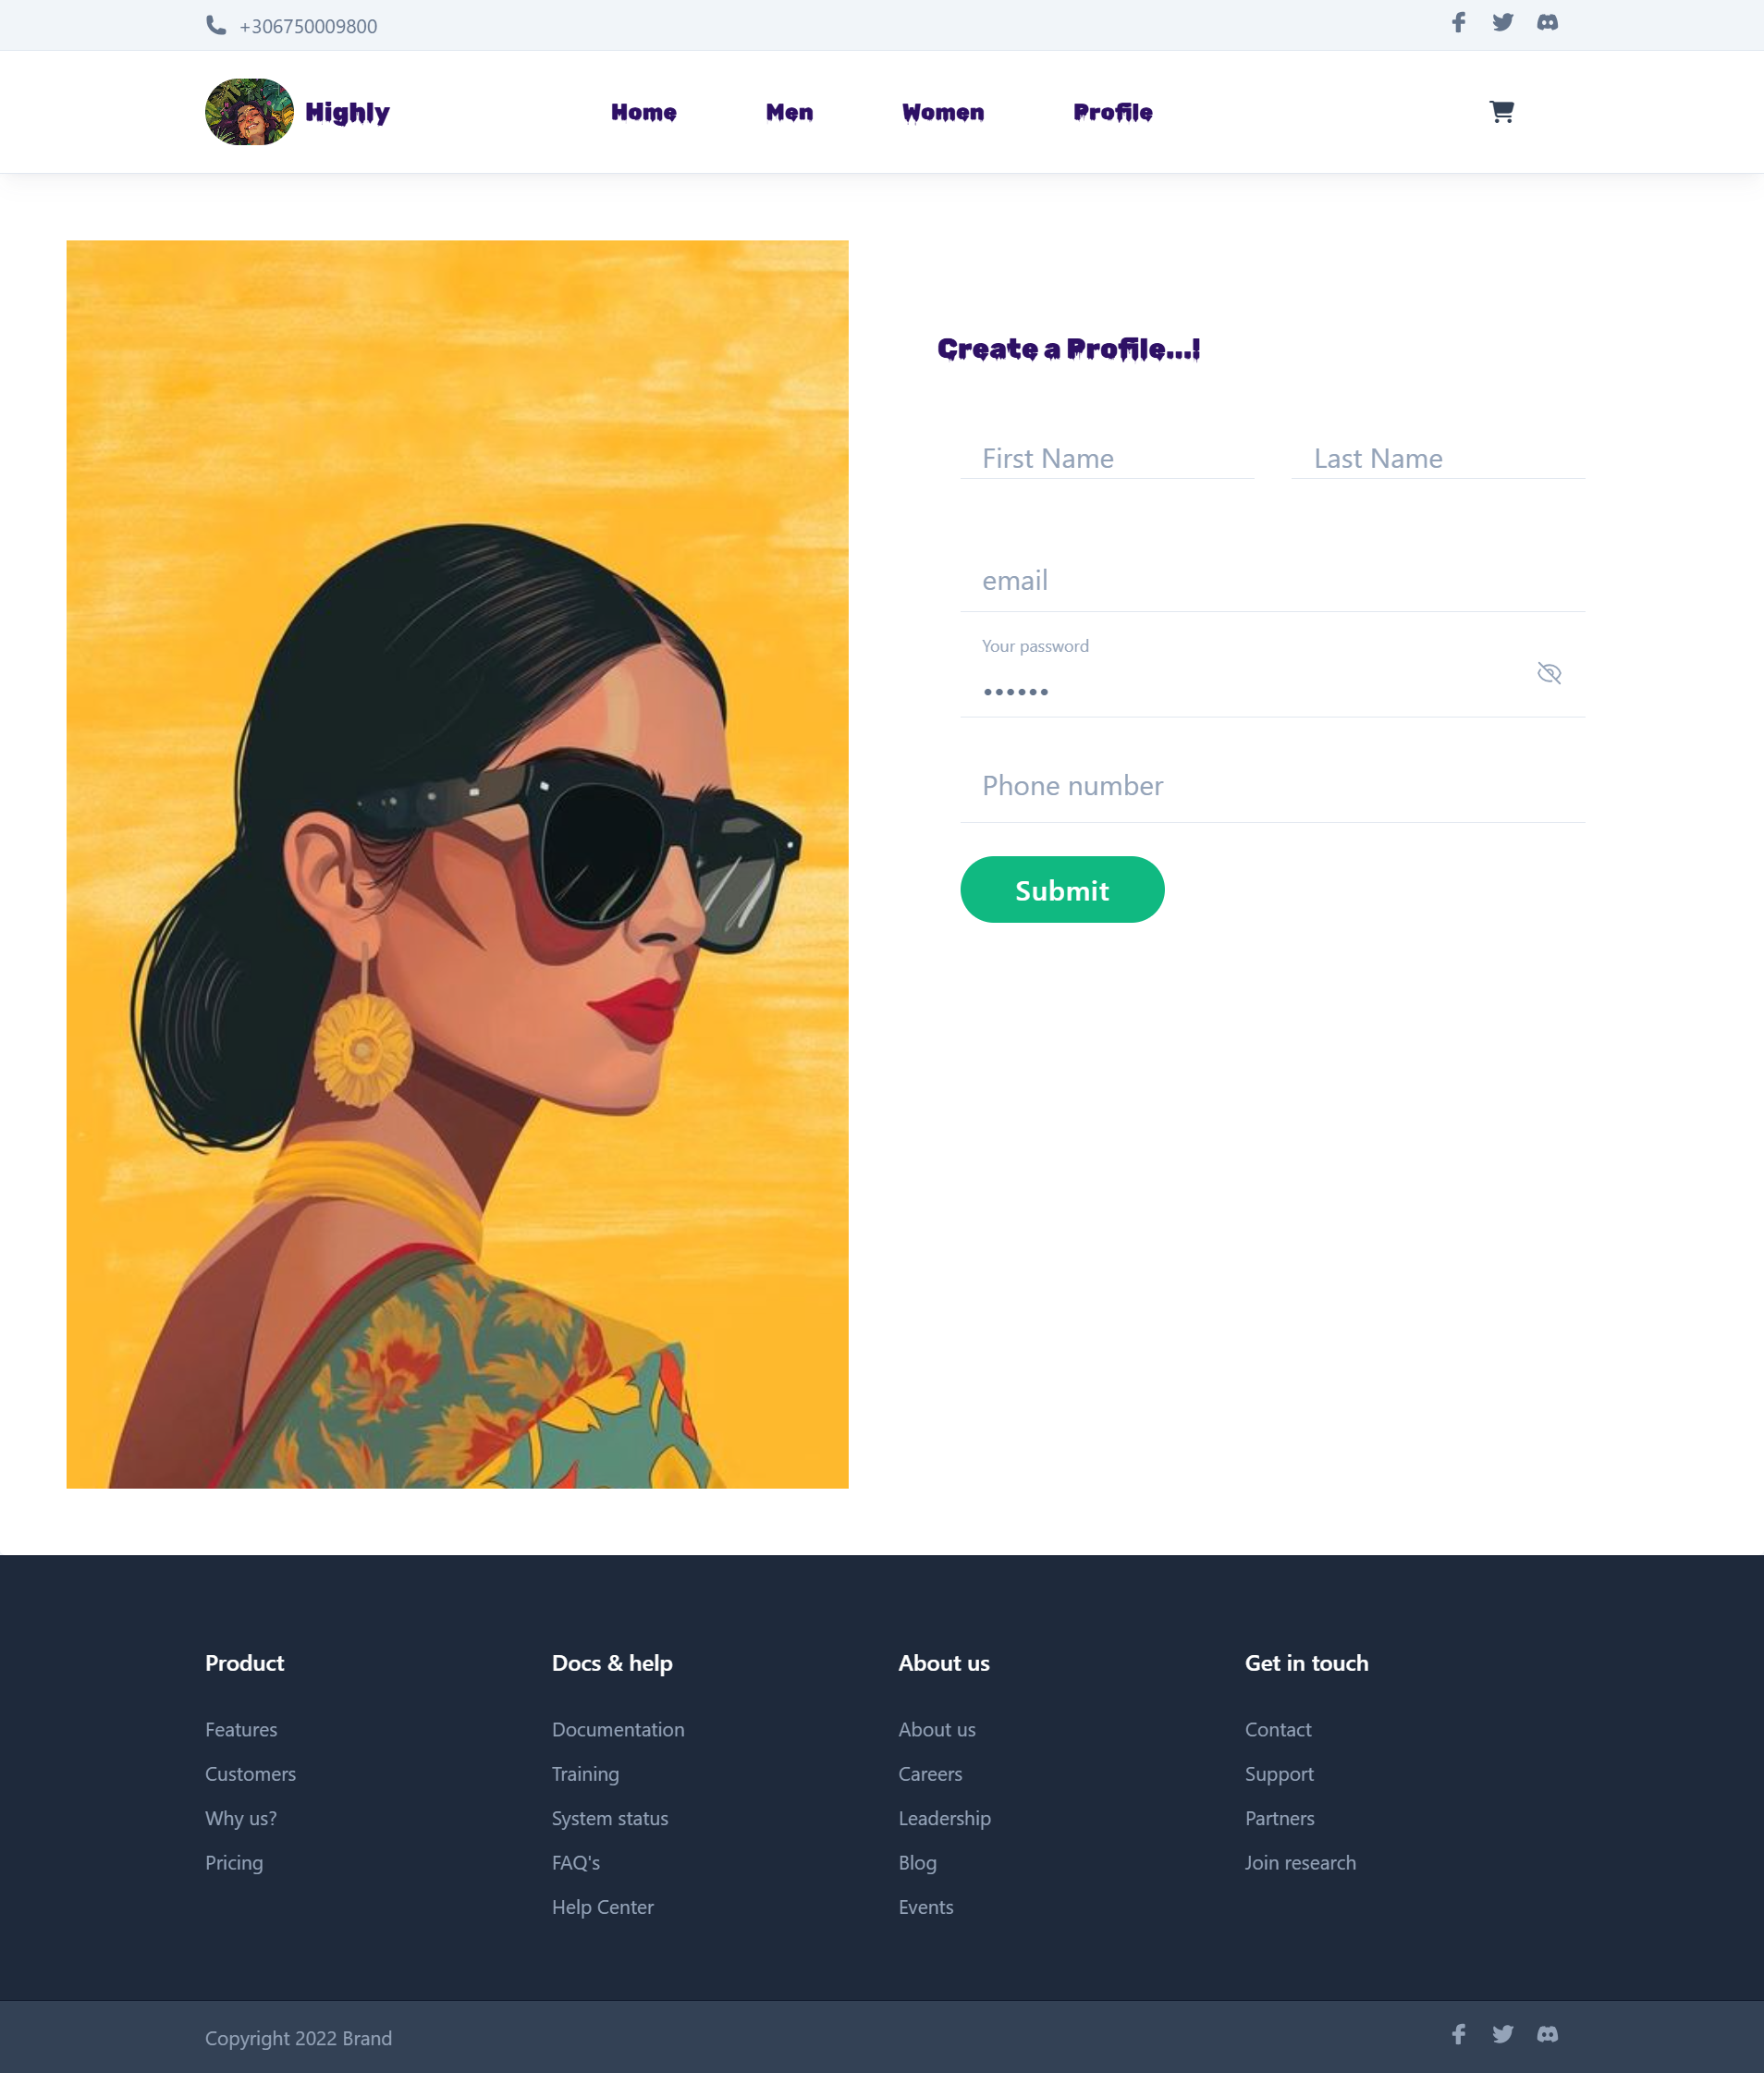 +306750009800
Highly Home Men Women Profile
Create a Profile...!
First Name Last Name
email
Your password
••••••
Phone number
Submit
Product Docs & help About us Get in touch
Features Documentation About us Contact
Customers Training Careers Support
Why us? System status Leadership Partners
Pricing FAQ's Blog Join research
Help Center Events
Copyright 2022 Brand